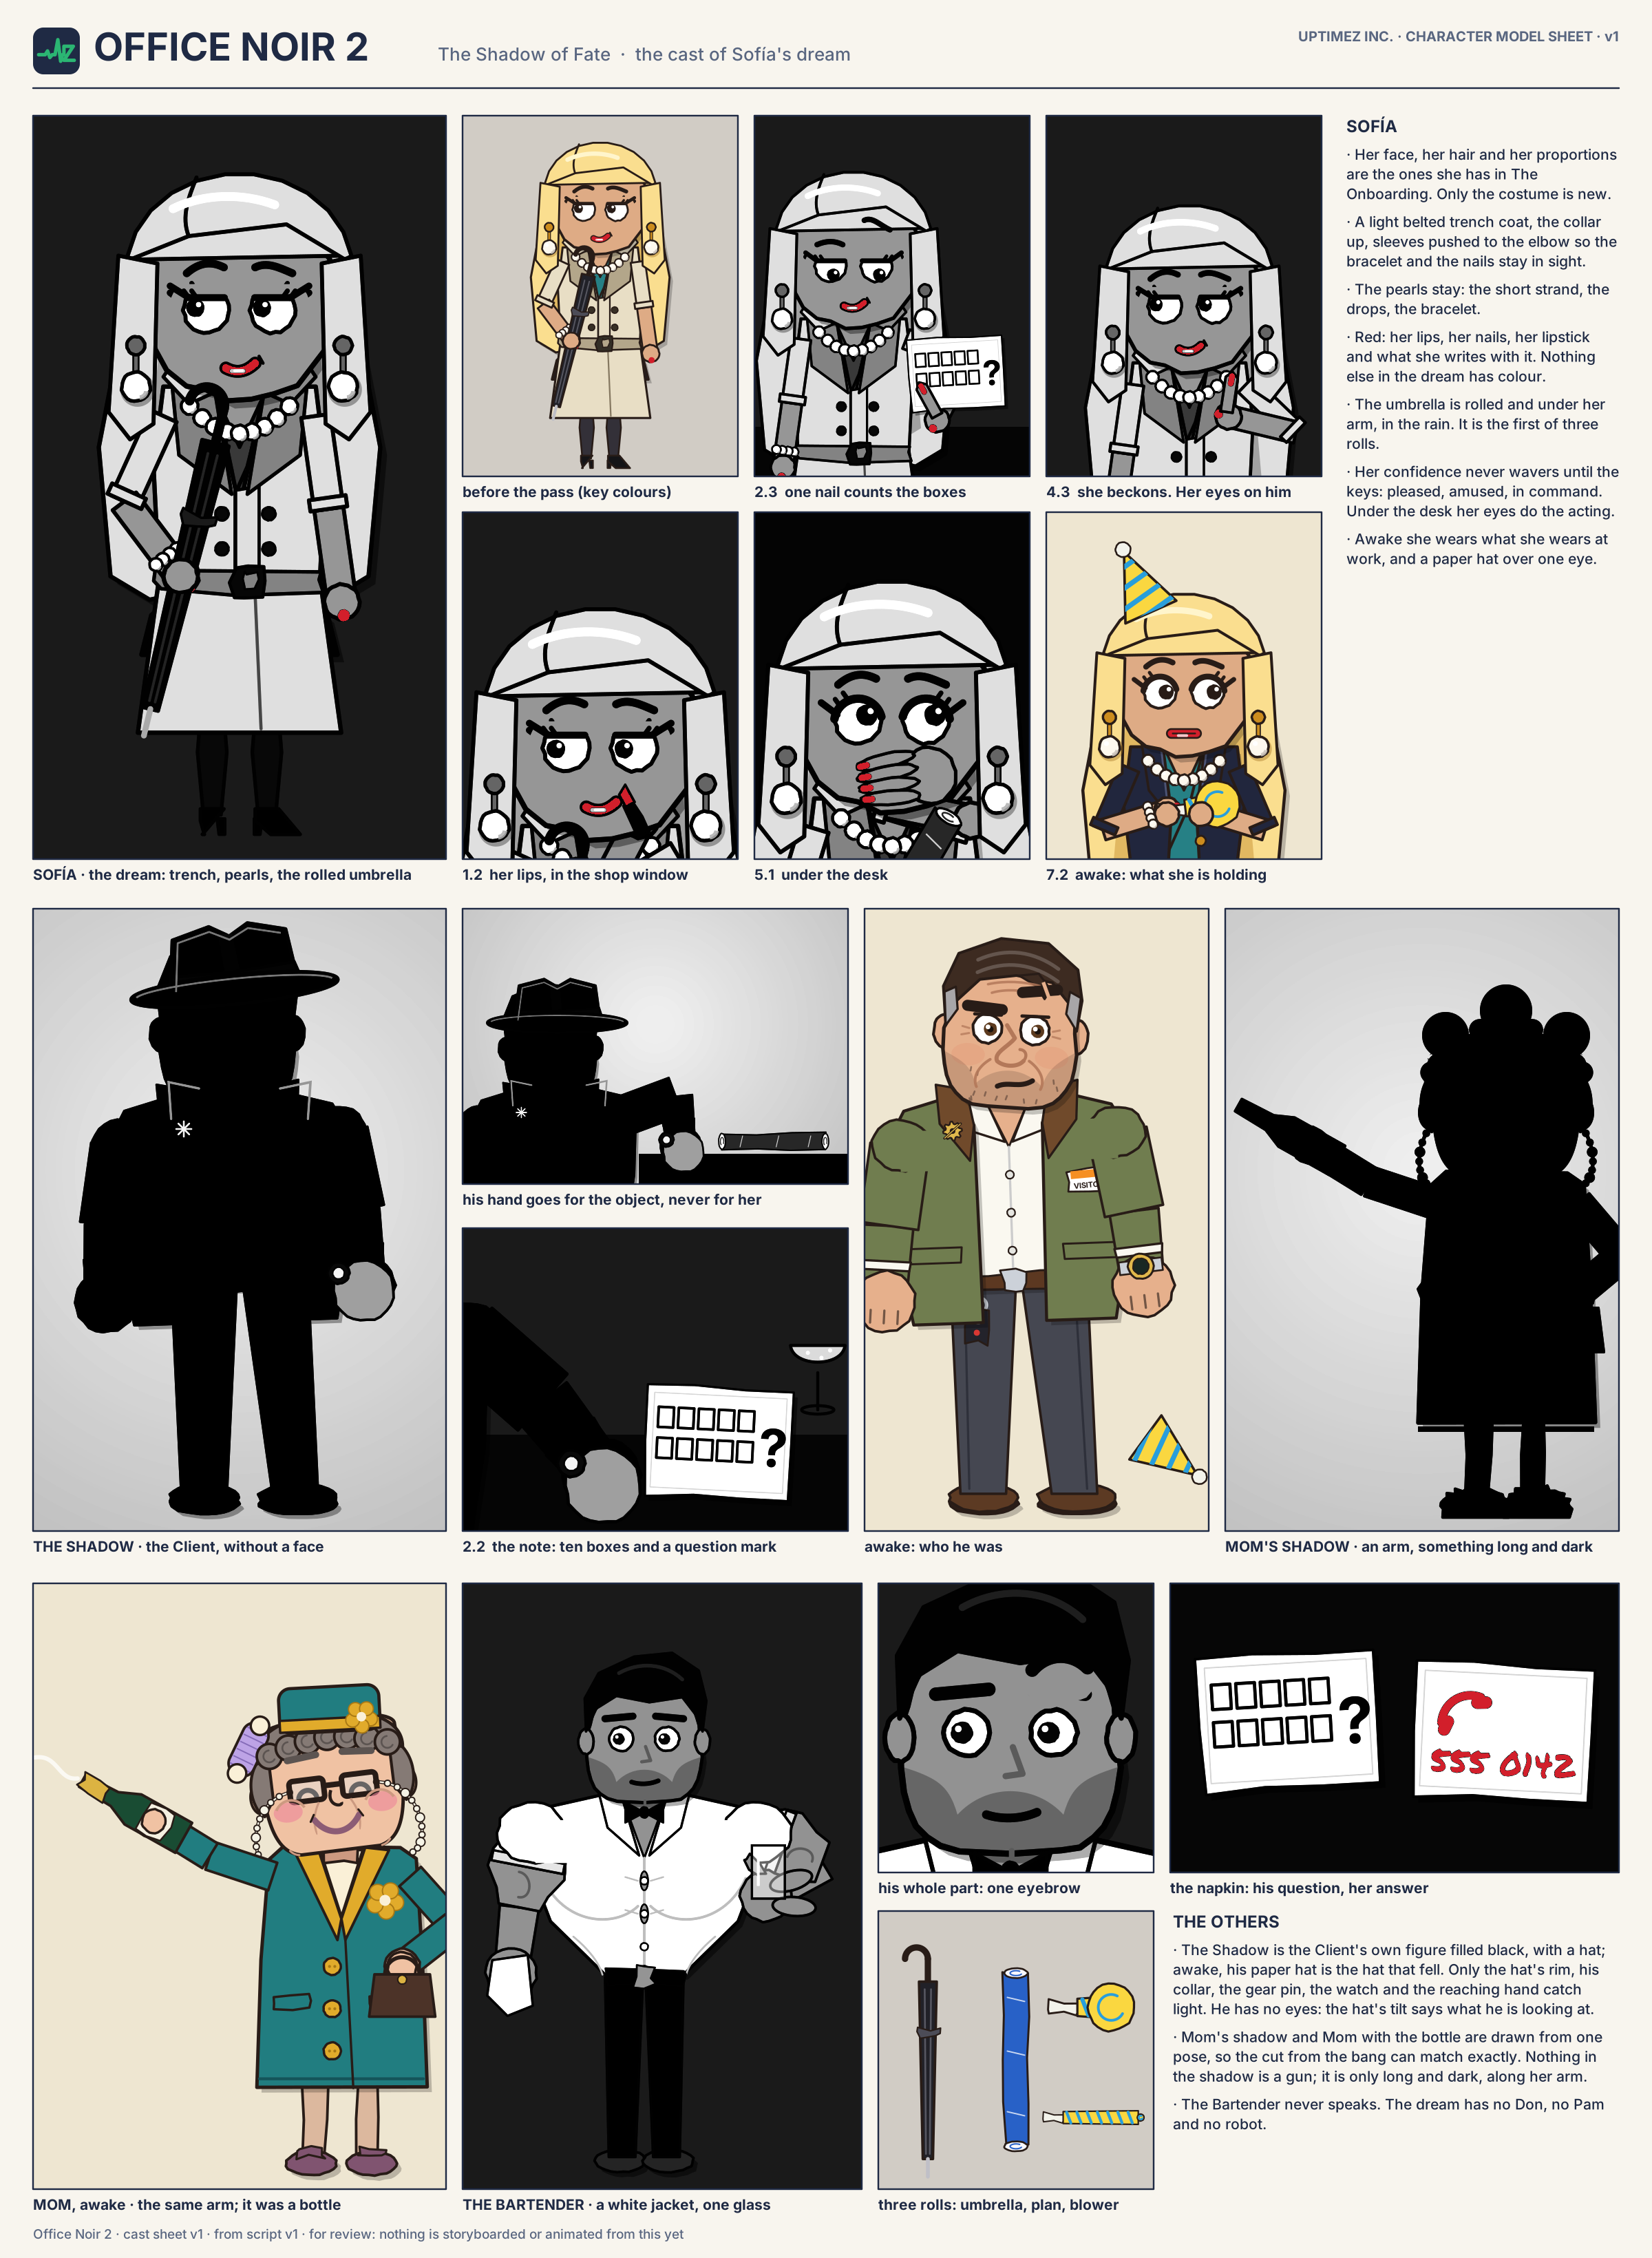 OFFICE NOIR 2
The Shadow of Fate · the cast of Sofía's dream
UPTIMEZ INC. · CHARACTER MODEL SHEET · v1
SOFÍA
· Her face, her hair and her proportions
are the ones she has in The
Onboarding. Only the costume is new.
· A light belted trench coat, the collar
up, sleeves pushed to the elbow so the
bracelet and the nails stay in sight.
· The pearls stay: the short strand, the
drops, the bracelet.
· Red: her lips, her nails, her lipstick
and what she writes with it. Nothing
else in the dream has colour.
· The umbrella is rolled and under her
arm, in the rain. It is the first of three
rolls.
· Her confidence never wavers until the
keys: pleased, amused, in command.
Under the desk her eyes do the acting.
· Awake she wears what she wears at
work, and a paper hat over one eye.
?
before the pass (key colours)
2.3 one nail counts the boxes
4.3 she beckons. Her eyes on him
SOFÍA · the dream: trench, pearls, the rolled umbrella
1.2 her lips, in the shop window
5.1 under the desk
7.2 awake: what she is holding
his hand goes for the object, never for her
VISITO
?
THE SHADOW · the Client, without a face
2.2 the note: ten boxes and a question mark
awake: who he was
MOM'S SHADOW · an arm, something long and dark
?
555 0142
his whole part: one eyebrow
the napkin: his question, her answer
THE OTHERS
· The Shadow is the Client's own figure filled black, with a hat;
awake, his paper hat is the hat that fell. Only the hat's rim, his
collar, the gear pin, the watch and the reaching hand catch
light. He has no eyes: the hat's tilt says what he is looking at.
· Mom's shadow and Mom with the bottle are drawn from one
pose, so the cut from the bang can match exactly. Nothing in
the shadow is a gun; it is only long and dark, along her arm.
· The Bartender never speaks. The dream has no Don, no Pam
and no robot.
MOM, awake · the same arm; it was a bottle
THE BARTENDER · a white jacket, one glass
three rolls: umbrella, plan, blower
Office Noir 2 · cast sheet v1 · from script v1 · for review: nothing is storyboarded or animated from this yet